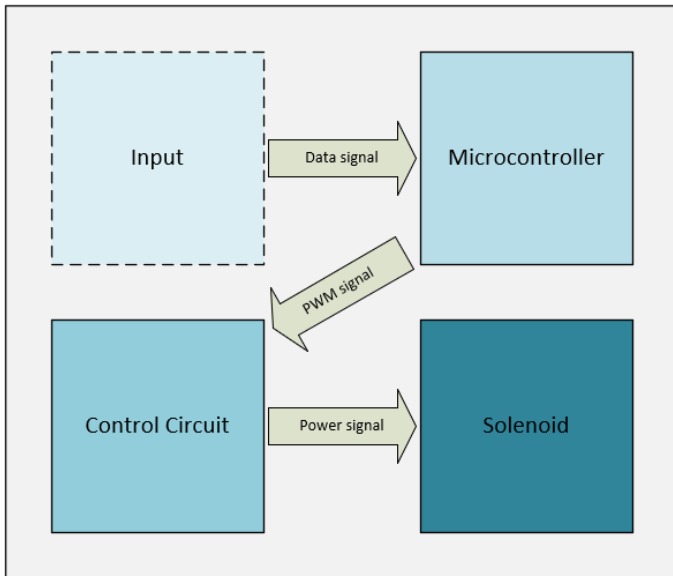 Input
Data signal
Microcontroller
PWM signal
Control Circuit
Power signal
Solenoid